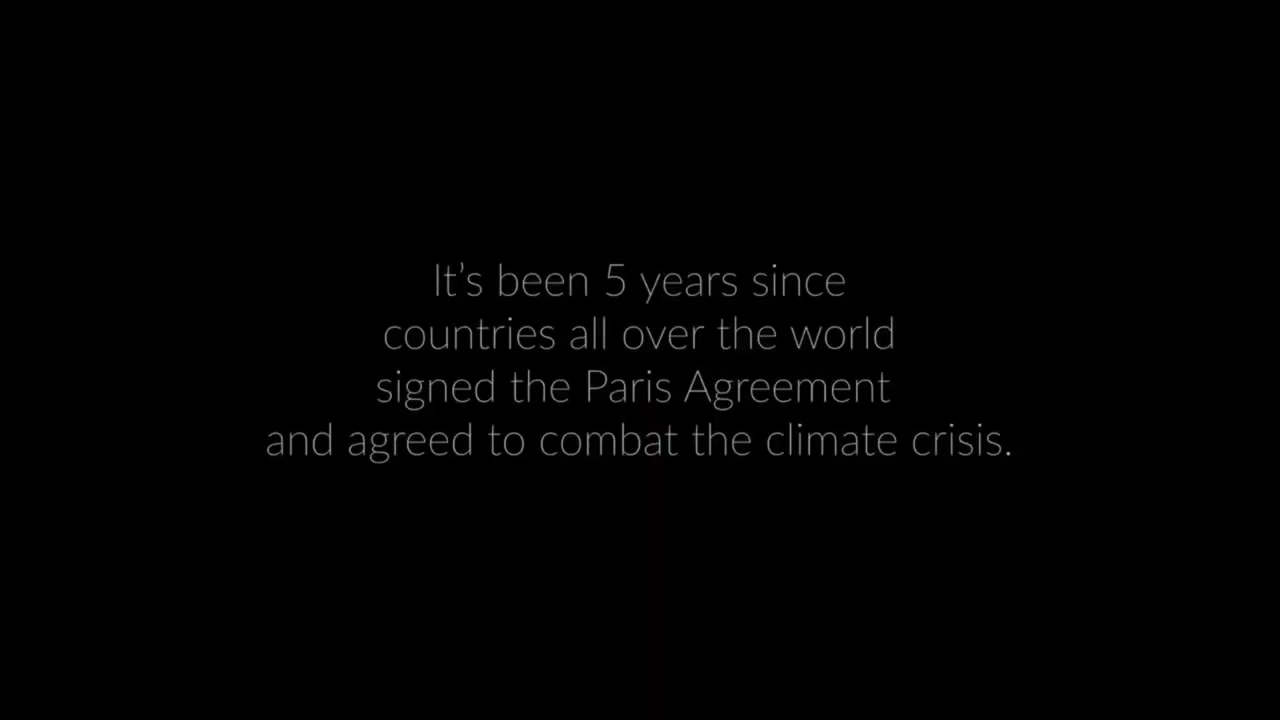 It’s been 5 years since
countries all over the world
signed the Paris Agreement
and agreed to combat the climate crisis.